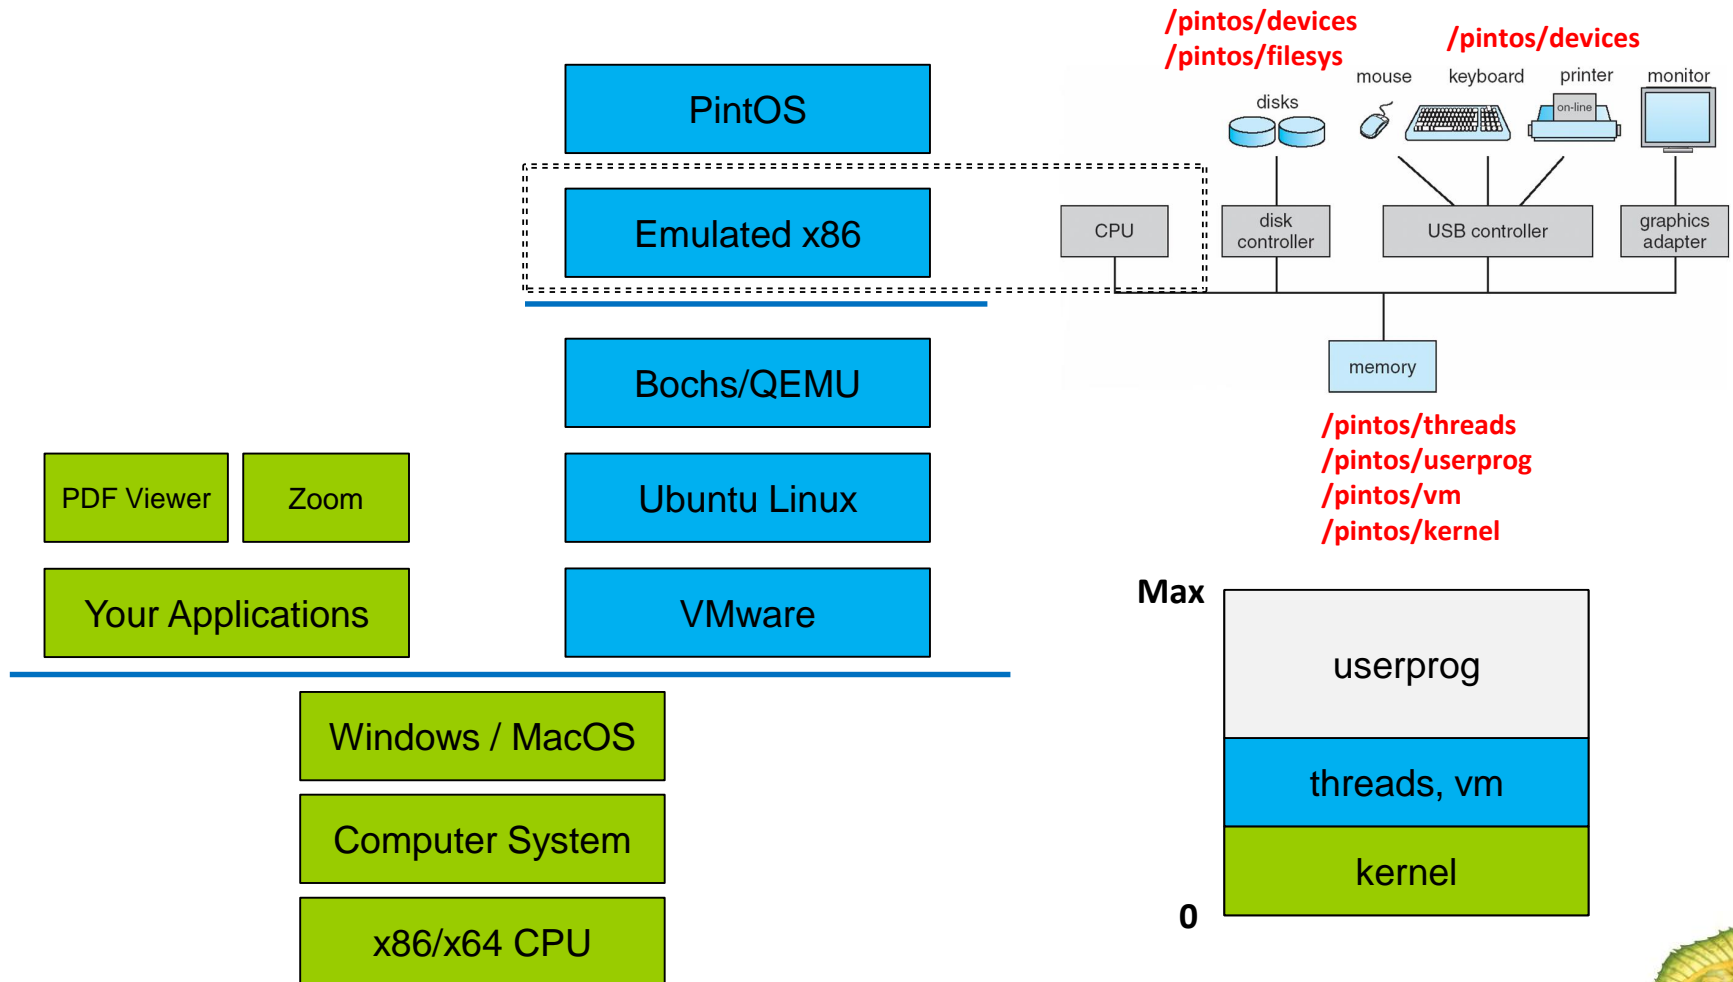 PintOS
Emulated x86
Bochs/QEMU
Ubuntu Linux
VMware
PDF Viewer
Zoom
Your Applications
Windows / MacOS
Computer System
x86/x64 CPU
/pintos/devices
/pintos/filesys
/pintos/devices
disks
mouse
keyboard
printer
monitor
on-line
CPU
disk
controller
USB controller
graphics
adapter
memory
/pintos/threads
/pintos/userprog
/pintos/vm
/pintos/kernel
Max
userprog
threads, vm
kernel
0